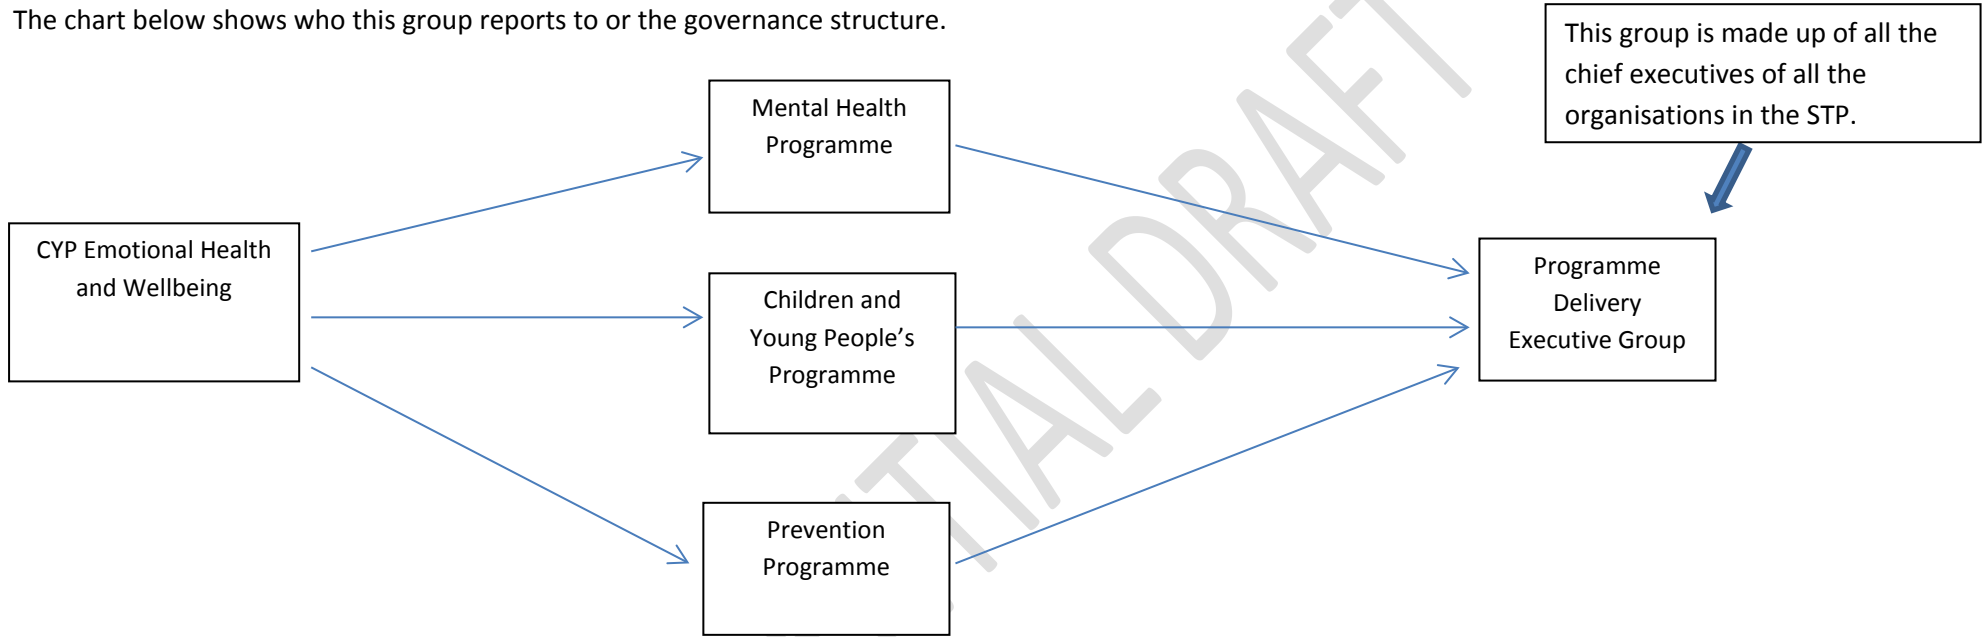 The chart below shows who this group reports to or the governance structure.
This group is made up of all the
chief executives of all the
organisations in the STP.
Mental Health
Programme
CYP Emotional Health
and Wellbeing
Children and
Young People’s
Programme
Programme
Delivery
Executive Group
Prevention
Programme
TIAL DRAFT